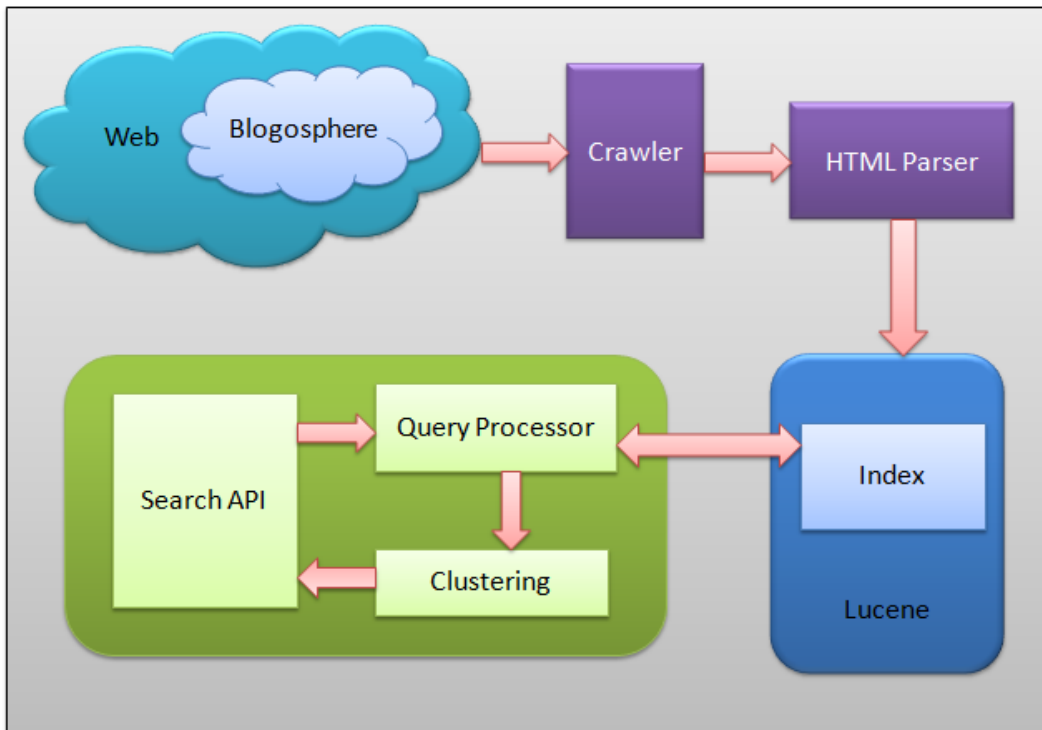 Web
Blogosphere
Crawler
HTML Parser
Search API
Query Processor
Clustering
Index
Lucene